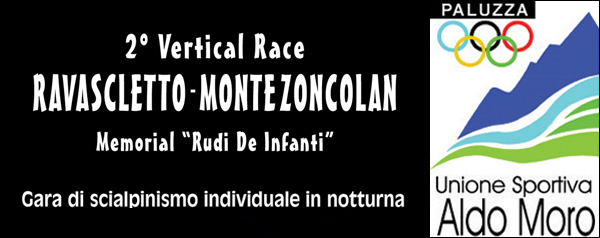 2° Vertical Race
RAVASCLETTO-MONTEZONCOLAN
Memorial "Rudi De Infanti"
Gara di scialpinismo individuale in notturna
PALUZZA
Unione Sportiva
Aldo Moro